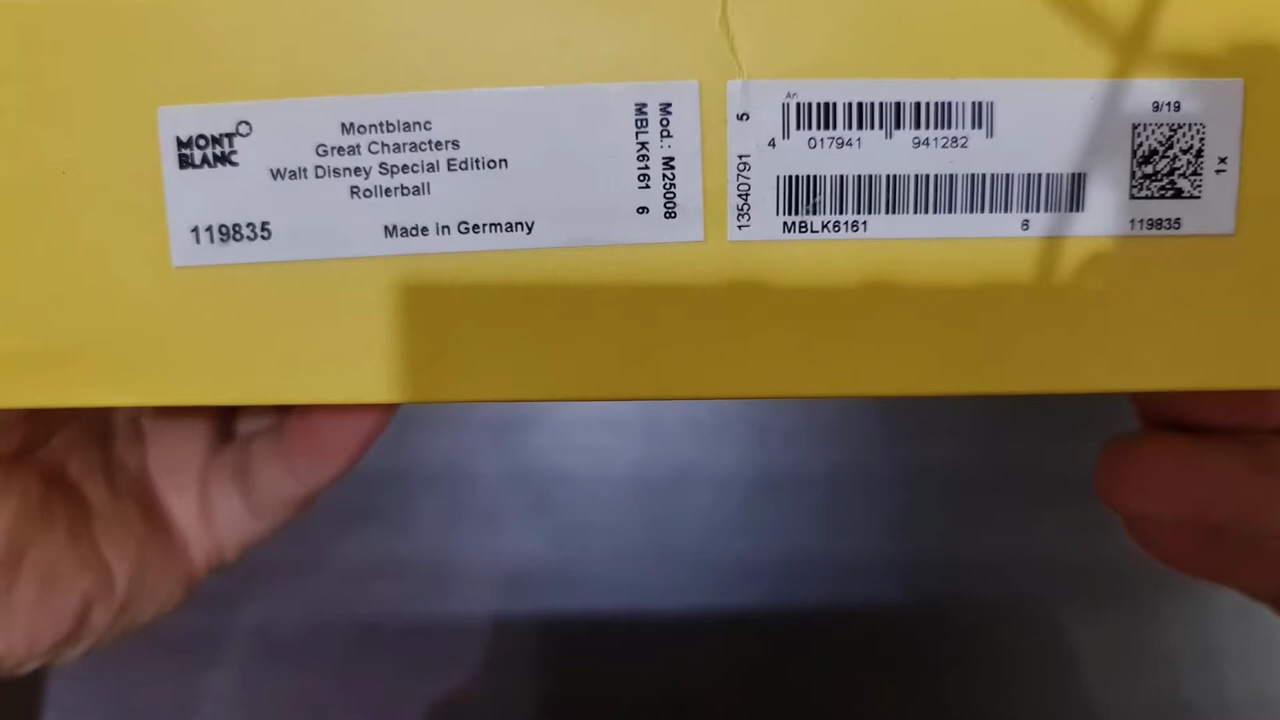 MONT
BLANC
Montblanc
Great Characters
Walt Disney Special Edition
Rollerball
119835
Made in Germany
Mod.: M25008
MBLK6161 6
13540791 5
4 017941 941282
MBLK6161 6
9/19
1x
119835